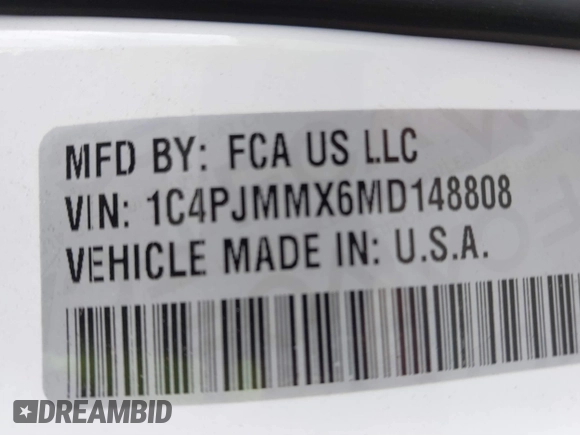 MFD BY: FCA US LLC
VIN: 1C4PJMMX6MD148808
VEHICLE MADE IN: U.S.A.
DREAMBID